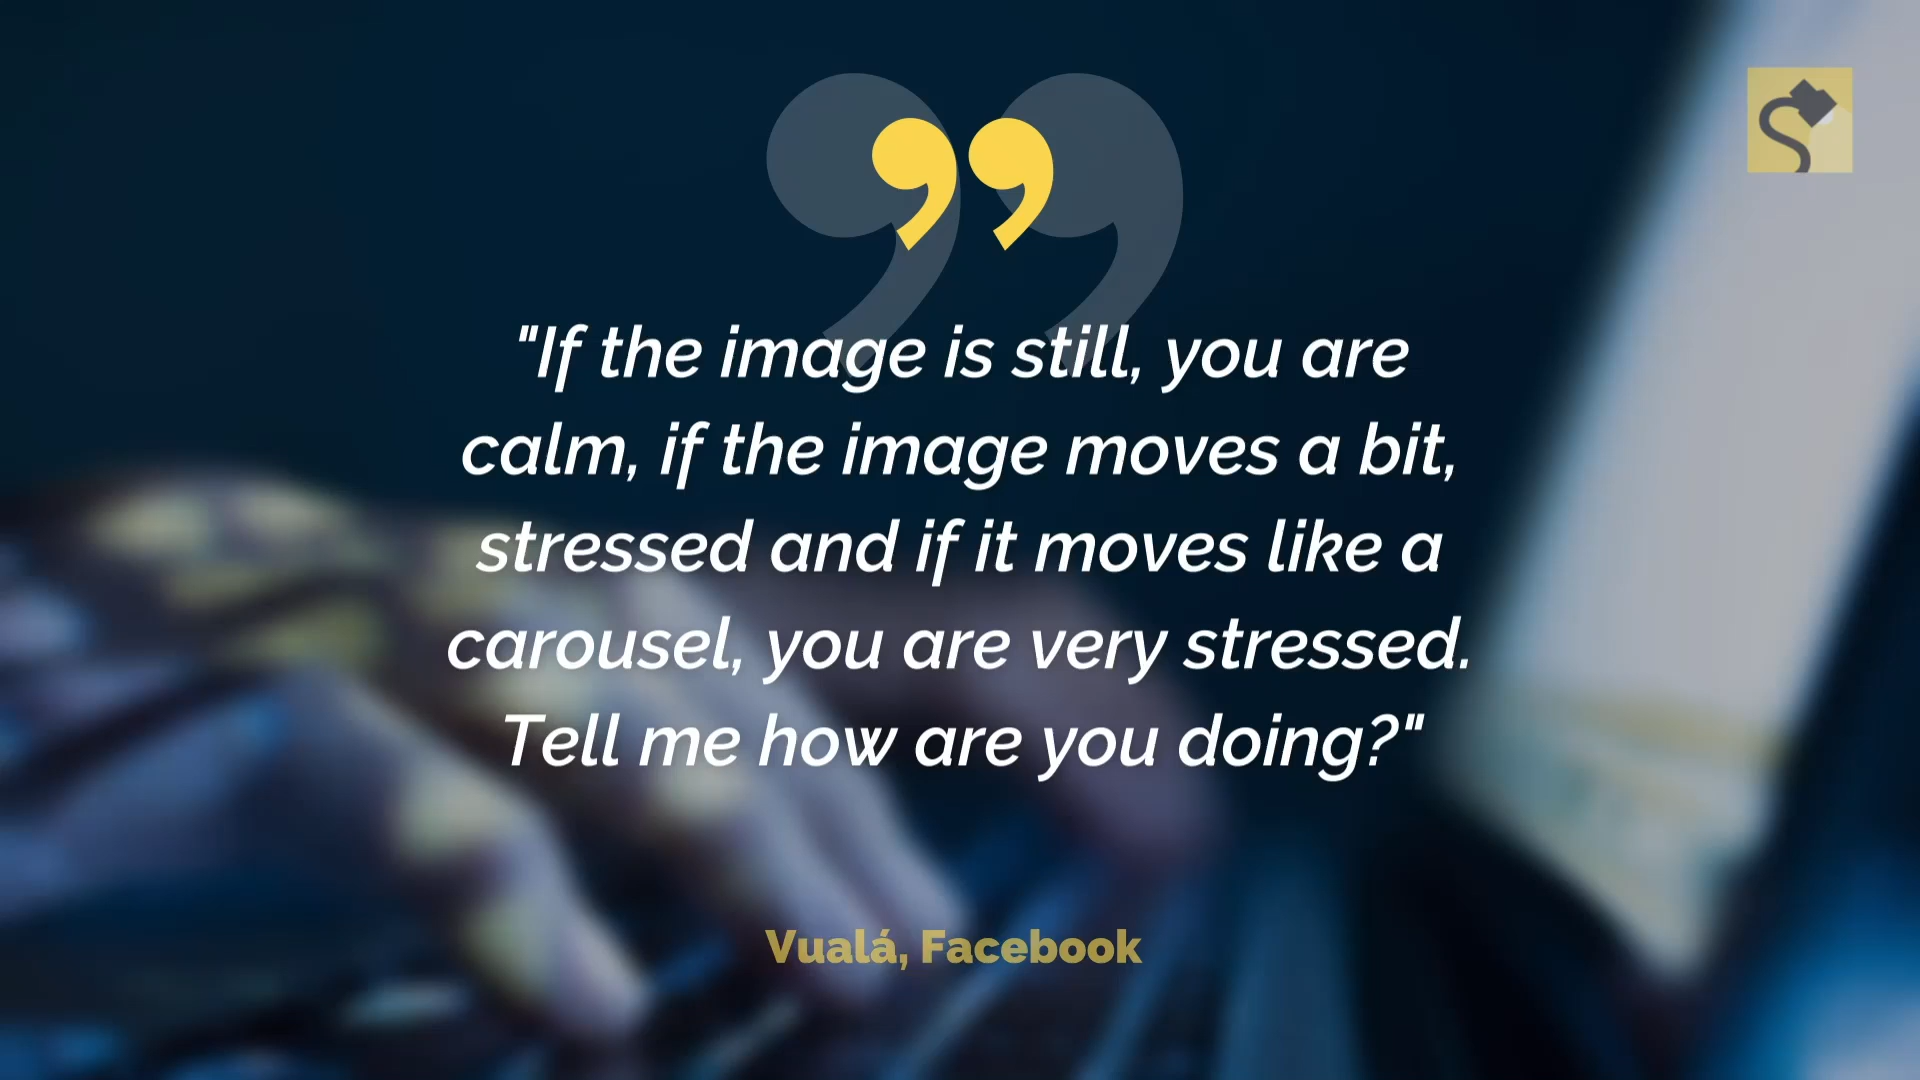 "If the image is still, you are
calm, if the image moves a bit,
stressed and if it moves like a
carousel, you are very stressed.
Tell me how are you doing?"
Vualá, Facebook